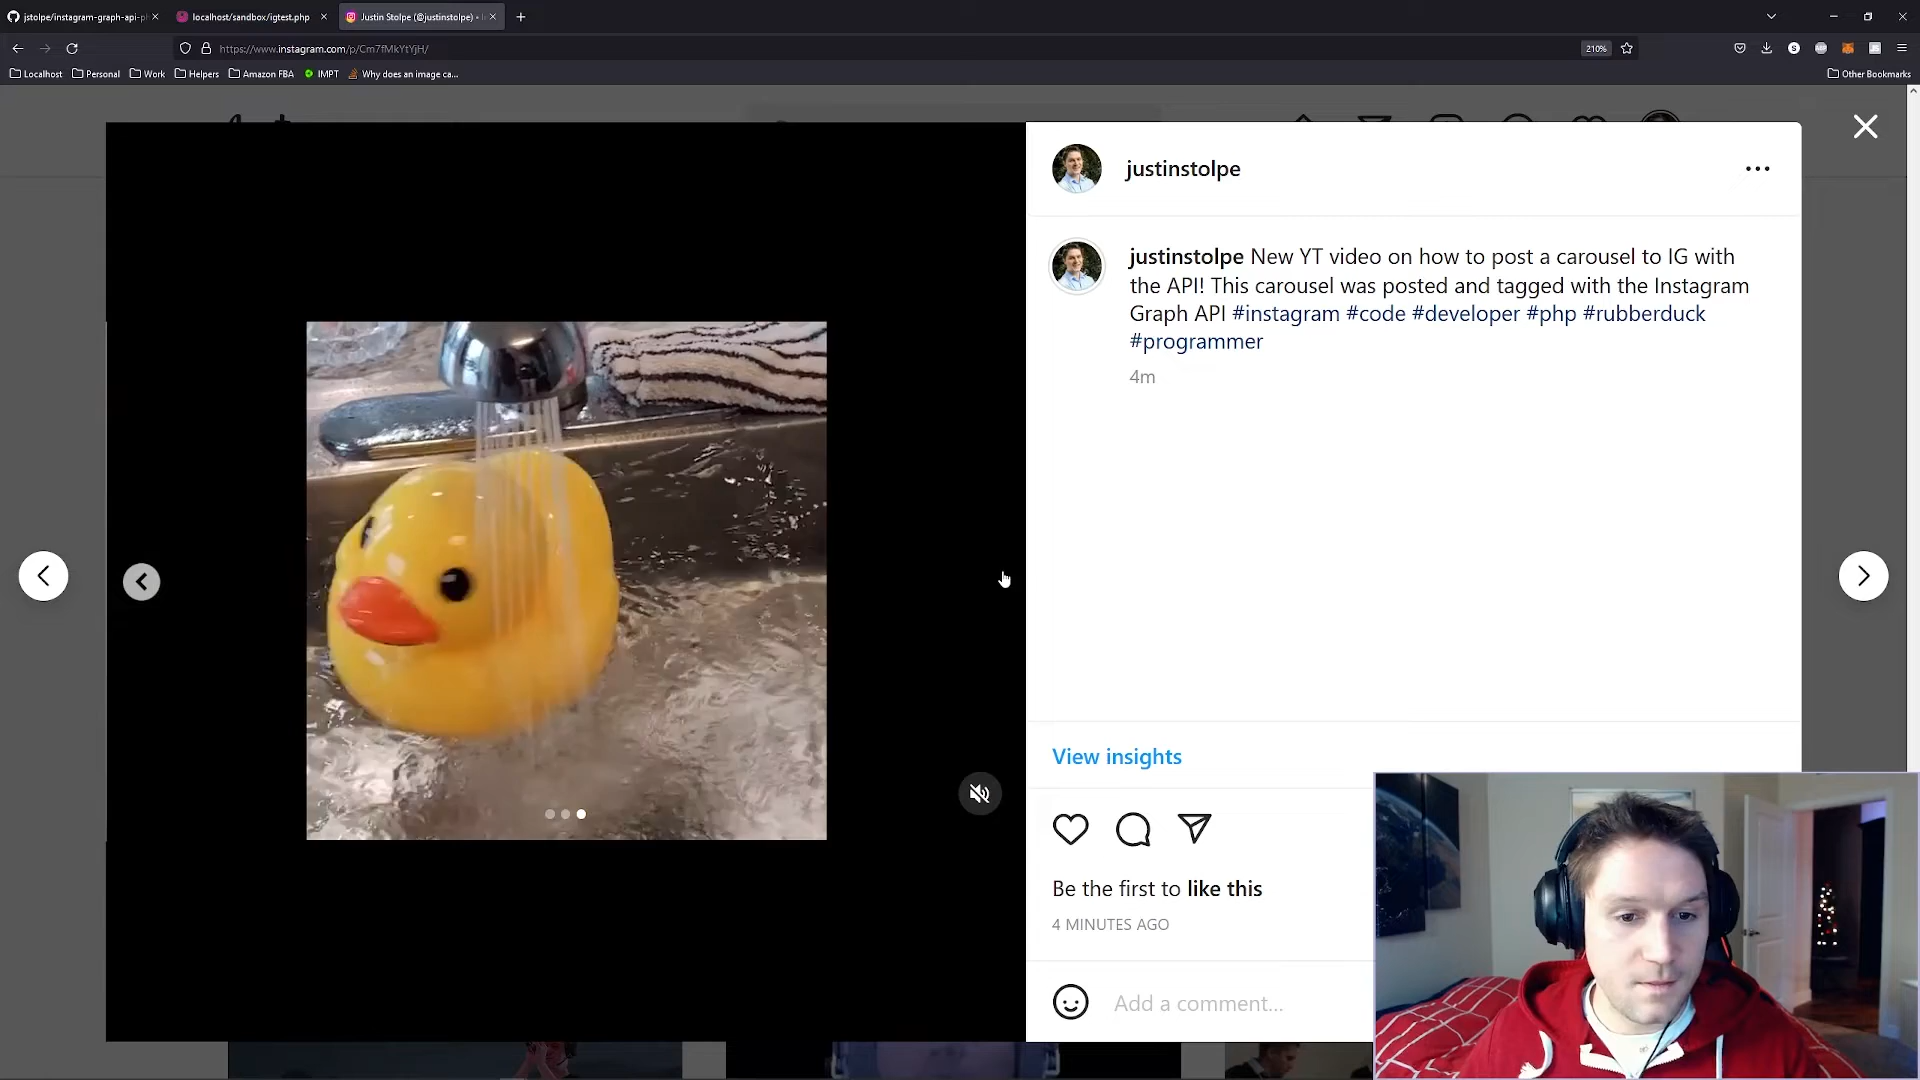 jstolpe/instagram-graph-api-p
localhost/sandbox/igtest.php
Justin Stolpe (@justinstolpe) •
https://www.instagram.com/p/Cm7fMkYtYjH/
210%
Localhost
Personal
Work
Helpers
Amazon FBA
IMPT
Why does an image ca...
Other Bookmarks
justinstolpe
justinstolpe New YT video on how to post a carousel to IG with
the API! This carousel was posted and tagged with the Instagram
Graph API #instagram #code #developer #php #rubberduck
#programmer
4m
View insights
Be the first to like this
4 MINUTES AGO
Add a comment...